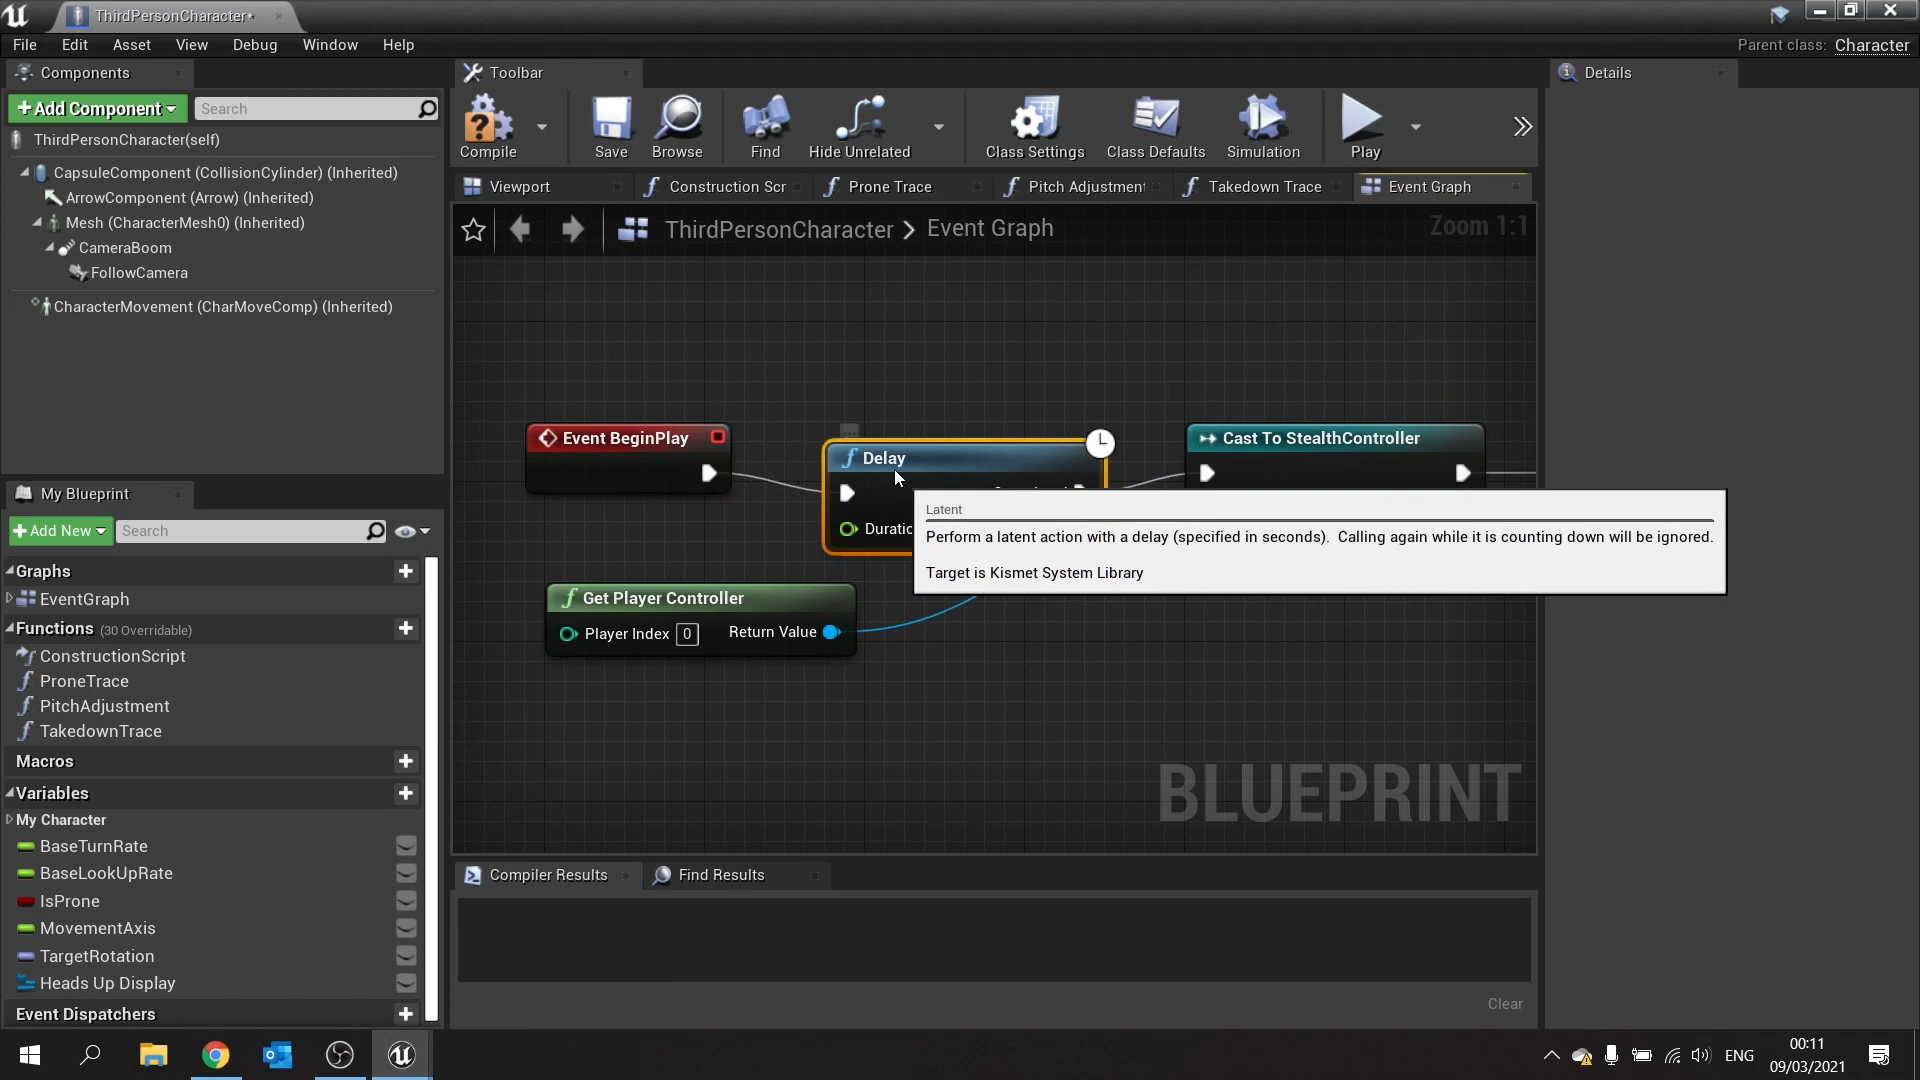 ThirdPersonCharacter*
File Edit Asset View Debug Window Help
Parent class: Character
Components
Add Component
Search
ThirdPersonCharacter(self)
CapsuleComponent (CollisionCylinder) (Inherited)
ArrowComponent (Arrow) (Inherited)
Mesh (CharacterMesh0) (Inherited)
CameraBoom
FollowCamera
CharacterMovement (CharMoveComp) (Inherited)
My Blueprint
Add New
Search
Graphs
EventGraph
Functions (30 Overridable)
ConstructionScript
ProneTrace
PitchAdjustment
TakedownTrace
Macros
Variables
My Character
BaseTurnRate
BaseLookUpRate
IsProne
MovementAxis
TargetRotation
Heads Up Display
Event Dispatchers
Toolbar
Compile Save Browse Find Hide Unrelated Class Settings Class Defaults Simulation Play
Viewport Construction Scr Prone Trace Pitch Adjustment Takedown Trace Event Graph
ThirdPersonCharacter > Event Graph
Zoom 1:1
Event BeginPlay
Delay
Duratio
Cast To StealthController
Latent
Perform a latent action with a delay (specified in seconds). Calling again while it is counting down will be ignored.
Target is Kismet System Library
Get Player Controller
Player Index 0 Return Value
BLUEPRINT
Compiler Results Find Results
Clear
Details
ENG
00:11
09/03/2021